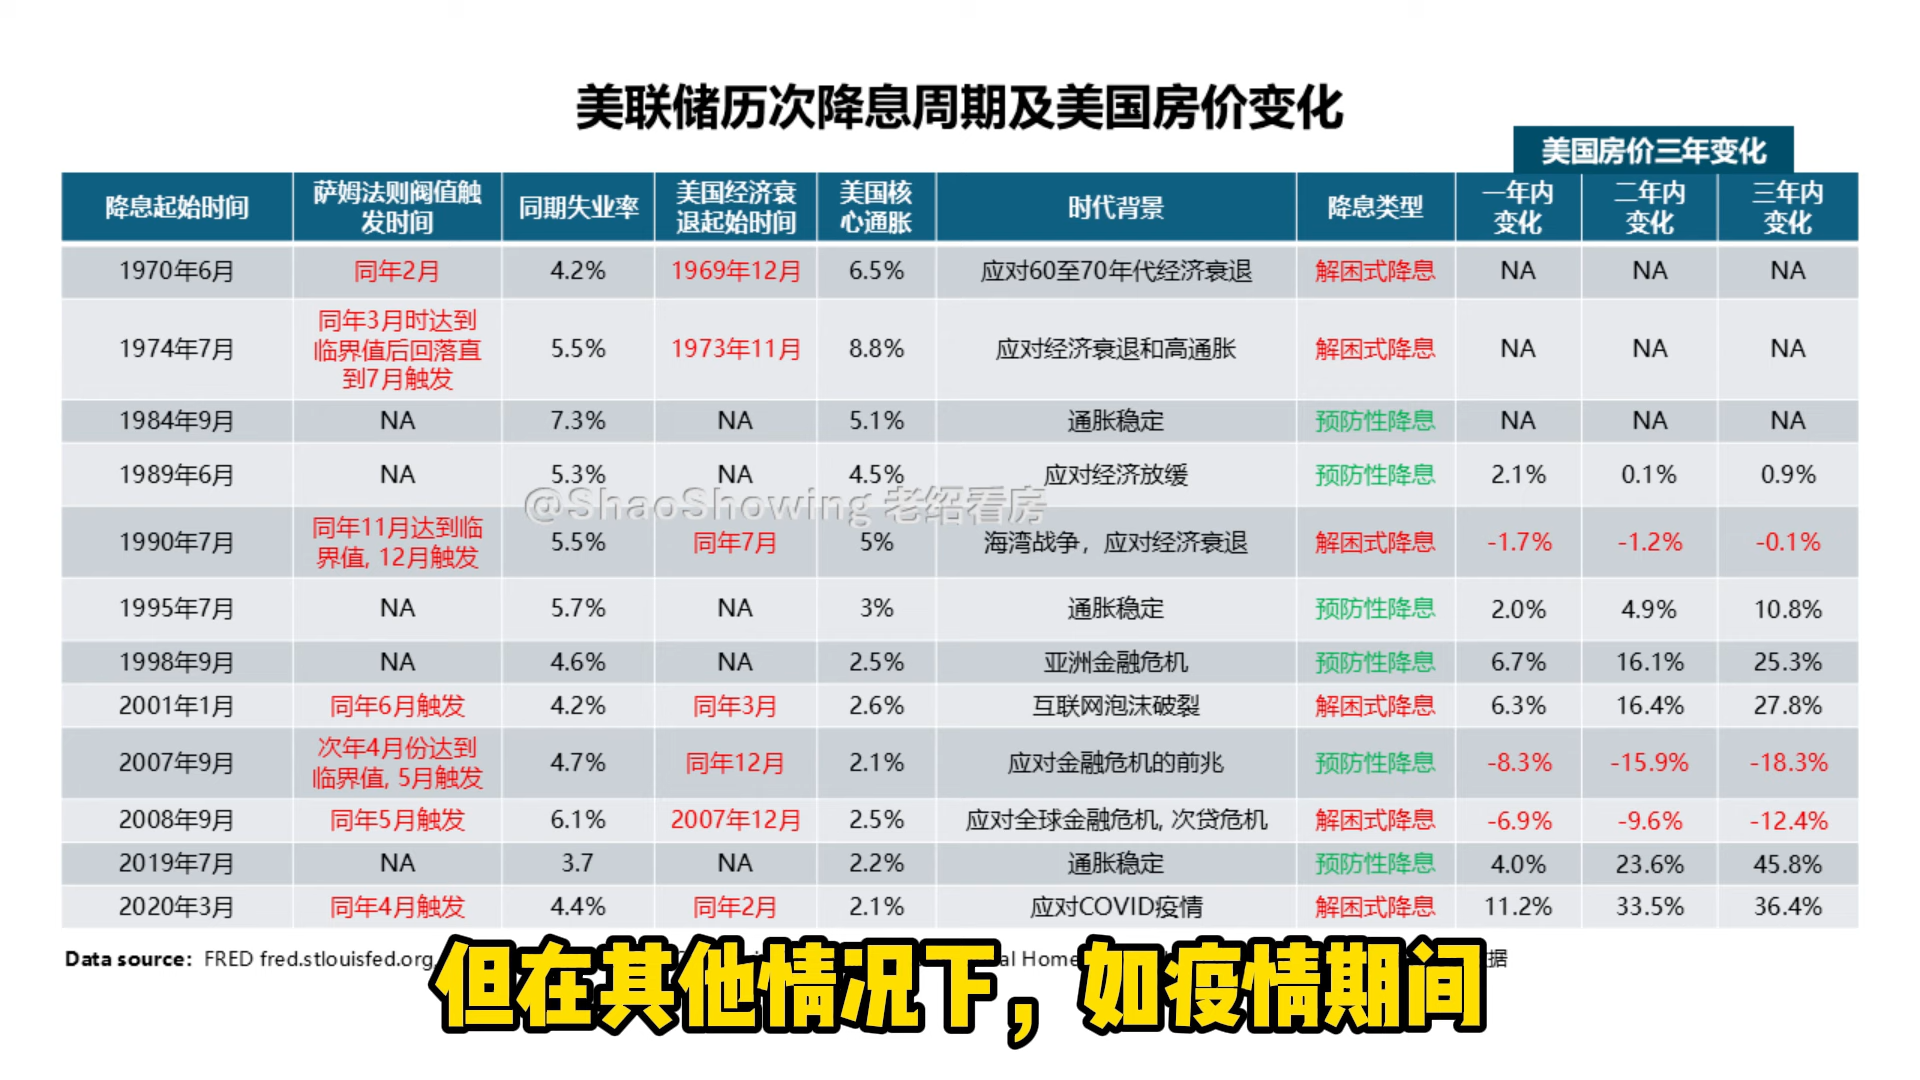 美联储历次降息周期及美国房价变化
美国房价三年变化
降息起始时间 萨姆法则阀值触发时间 同期失业率 美国经济衰退起始时间 美国核心通胀 时代背景 降息类型 一年内变化 二年内变化 三年内变化
1970年6月 同年2月 4.2% 1969年12月 6.5% 应对60至70年代经济衰退 解困式降息 NA NA NA
1974年7月 同年3月时达到临界值后回落直到7月触发 5.5% 1973年11月 8.8% 应对经济衰退和高通胀 解困式降息 NA NA NA
1984年9月 NA 7.3% NA 5.1% 通胀稳定 预防性降息 NA NA NA
1989年6月 NA 5.3% NA 4.5% 应对经济放缓 预防性降息 2.1% 0.1% 0.9%
@ShaoShowing 老绍看房
1990年7月 同年11月达到临界值, 12月触发 5.5% 同年7月 5% 海湾战争，应对经济衰退 解困式降息 -1.7% -1.2% -0.1%
1995年7月 NA 5.7% NA 3% 通胀稳定 预防性降息 2.0% 4.9% 10.8%
1998年9月 NA 4.6% NA 2.5% 亚洲金融危机 预防性降息 6.7% 16.1% 25.3%
2001年1月 同年6月触发 4.2% 同年3月 2.6% 互联网泡沫破裂 解困式降息 6.3% 16.4% 27.8%
2007年9月 次年4月份达到临界值, 5月触发 4.7% 同年12月 2.1% 应对金融危机的前兆 预防性降息 -8.3% -15.9% -18.3%
2008年9月 同年5月触发 6.1% 2007年12月 2.5% 应对全球金融危机, 次贷危机 解困式降息 -6.9% -9.6% -12.4%
2019年7月 NA 3.7 NA 2.2% 通胀稳定 预防性降息 4.0% 23.6% 45.8%
2020年3月 同年4月触发 4.4% 同年2月 2.1% 应对COVID疫情 解困式降息 11.2% 33.5% 36.4%
Data source: FRED fred.stlouisfed.org
但在其他情况下，如疫情期间